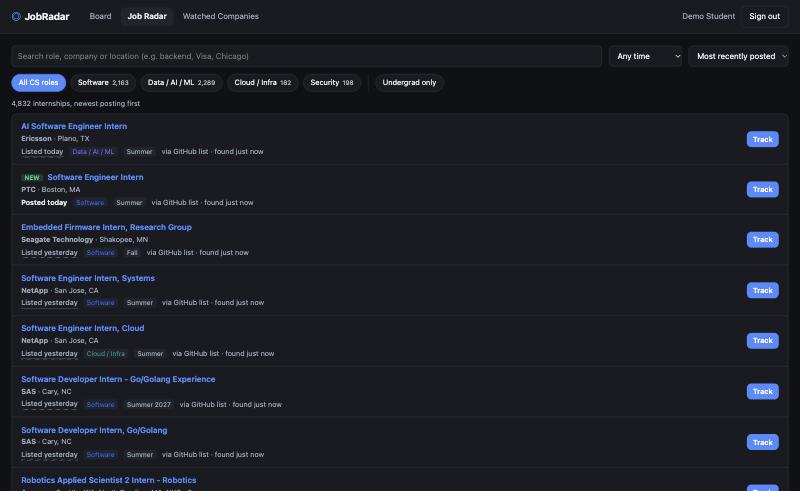 JobRadar Board Job Radar Watched Companies Demo Student Sign out
Search role, company or location (e.g. backend, Visa, Chicago) Any time Most recently posted
All CS roles Software 2,163 Data / AI / ML 2,289 Cloud / Infra 182 Security 198 Undergrad only
4,832 internships, newest posting first
AI Software Engineer Intern
Ericsson · Plano, TX
Track
Listed today Data / AI / ML Summer via GitHub list · found just now
NEW Software Engineer Intern
PTC · Boston, MA
Track
Posted today Software Summer via GitHub list · found just now
Embedded Firmware Intern, Research Group
Seagate Technology · Shakopee, MN
Track
Listed yesterday Software Fall via GitHub list · found just now
Software Engineer Intern, Systems
NetApp · San Jose, CA
Track
Listed yesterday Software Summer via GitHub list · found just now
Software Engineer Intern, Cloud
NetApp · San Jose, CA
Track
Listed yesterday Cloud / Infra Summer via GitHub list · found just now
Software Developer Intern - Go/Golang Experience
SAS · Cary, NC
Track
Listed yesterday Software Summer 2027 via GitHub list · found just now
Software Developer Intern, Go/Golang
SAS · Cary, NC
Track
Listed yesterday Software Summer via GitHub list · found just now
Robotics Applied Scientist 2 Intern - Robotics